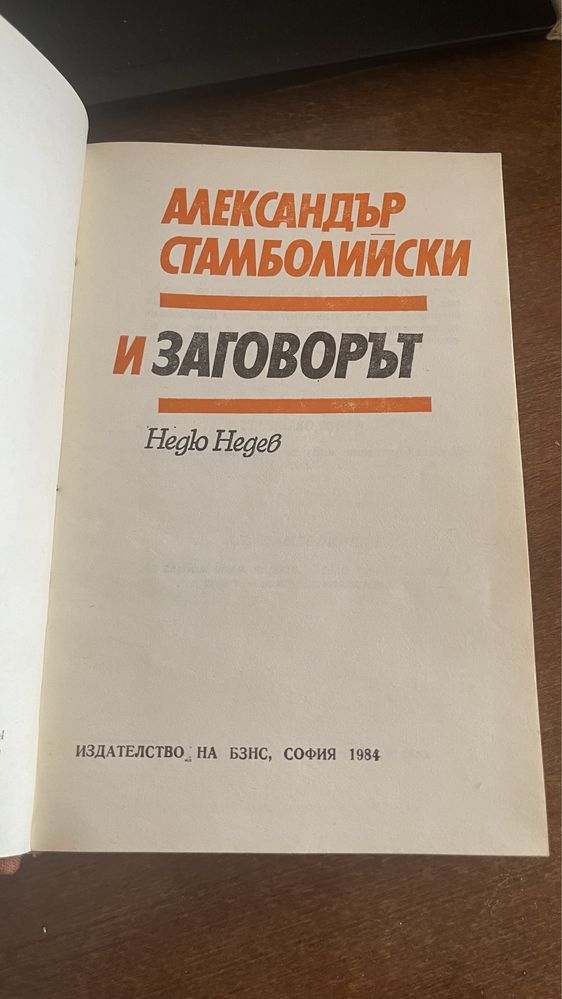 АЛЕКСАНДЪР
СТАМБОЛИЙСКИ
И ЗАГОВОРЪТ
Недю Недев
ИЗДАТЕЛСТВО НА БЗНС, СОФИЯ 1984